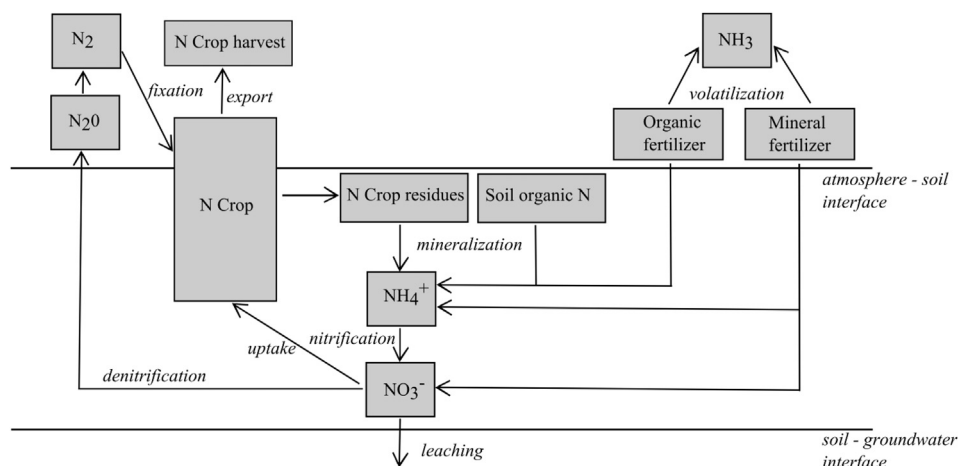 N2
N Crop harvest
NH3
fixation
export
volatilization
N20
Organic
fertilizer
Mineral
fertilizer
atmosphere - soil
interface
N Crop
N Crop residues
Soil organic N
mineralization
NH4+
nitrification
uptake
denitrification
NO3-
leaching
soil - groundwater
interface